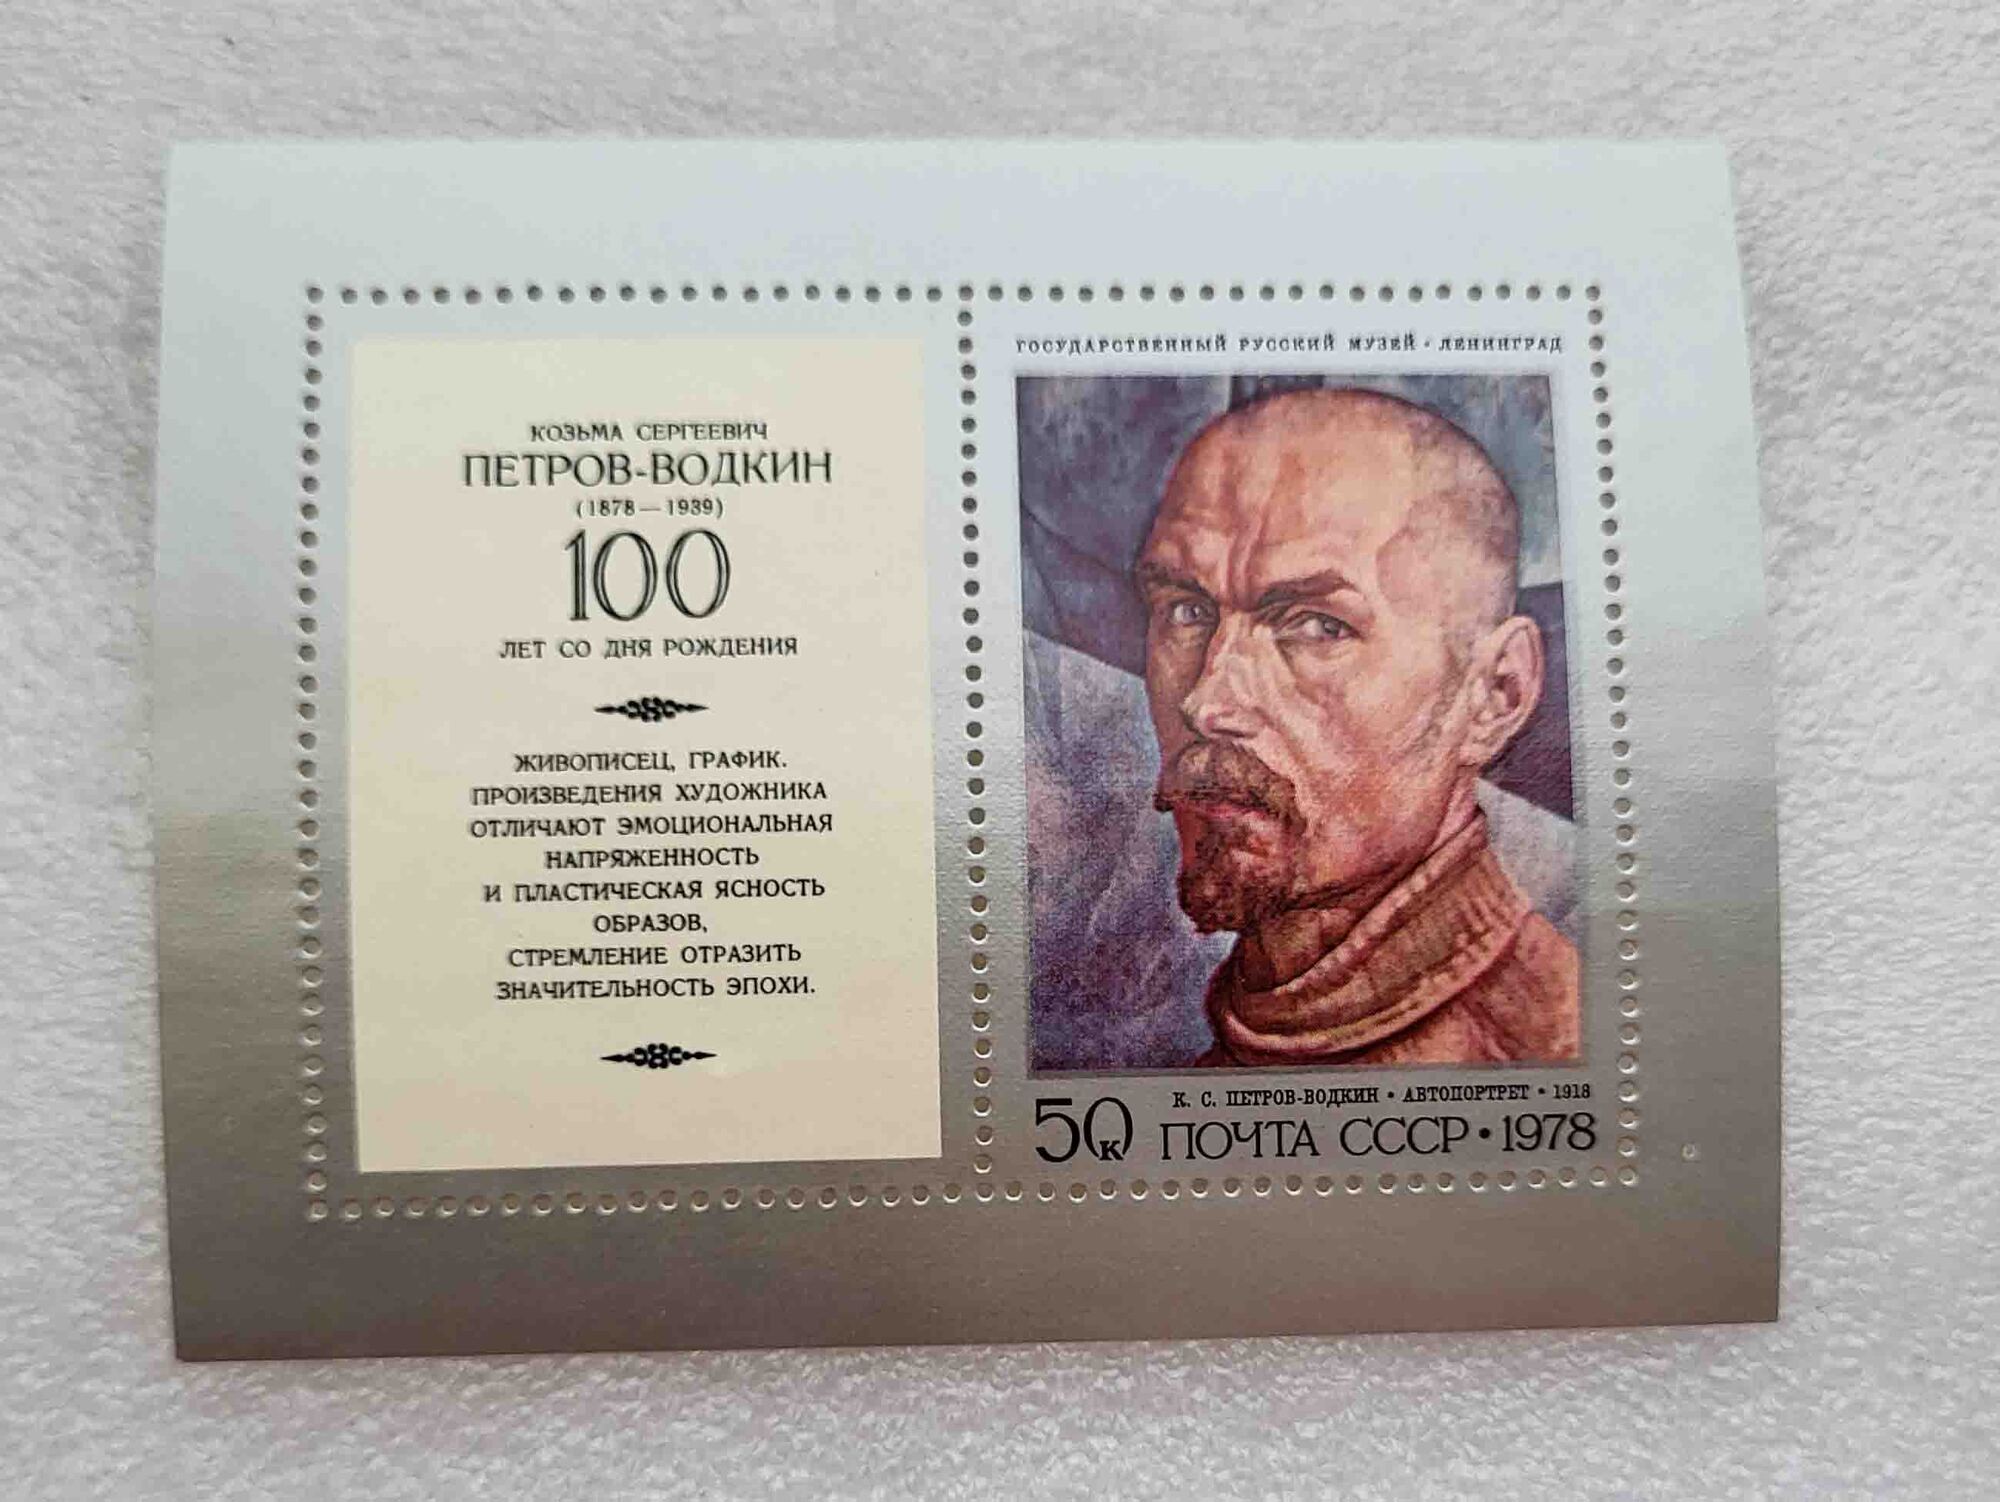 КОЗЬМА СЕРГЕЕВИЧ
ПЕТРОВ-ВОДКИН
(1878—1939)
100
ЛЕТ СО ДНЯ РОЖДЕНИЯ
ЖИВОПИСЕЦ, ГРАФИК.
ПРОИЗВЕДЕНИЯ ХУДОЖНИКА
ОТЛИЧАЮТ ЭМОЦИОНАЛЬНАЯ
НАПРЯЖЕННОСТЬ
И ПЛАСТИЧЕСКАЯ ЯСНОСТЬ
ОБРАЗОВ,
СТРЕМЛЕНИЕ ОТРАЗИТЬ
ЗНАЧИТЕЛЬНОСТЬ ЭПОХИ.
ГОСУДАРСТВЕННЫЙ РУССКИЙ МУЗЕЙ • ЛЕНИНГРАД
К. С. ПЕТРОВ-ВОДКИН • АВТОПОРТРЕТ • 1918
50к ПОЧТА СССР • 1978